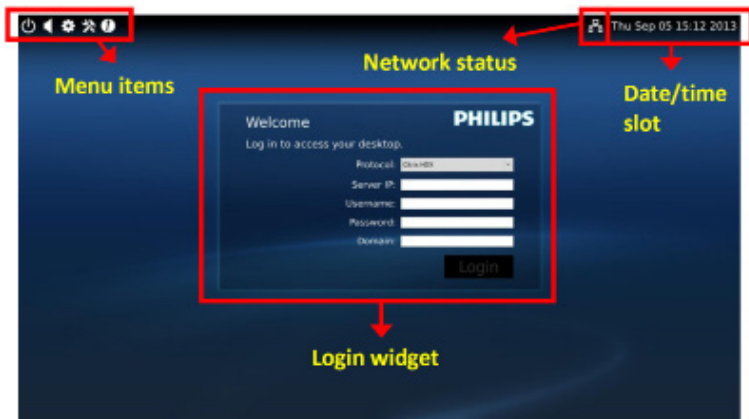 Thu Sep 05 15:12 2013
Network status
Menu items
Date/time
slot
Welcome
PHILIPS
Log in to access your desktop.
Protocol: Citrix HDX
Server IP:
Username:
Password:
Domain:
Login
Login widget